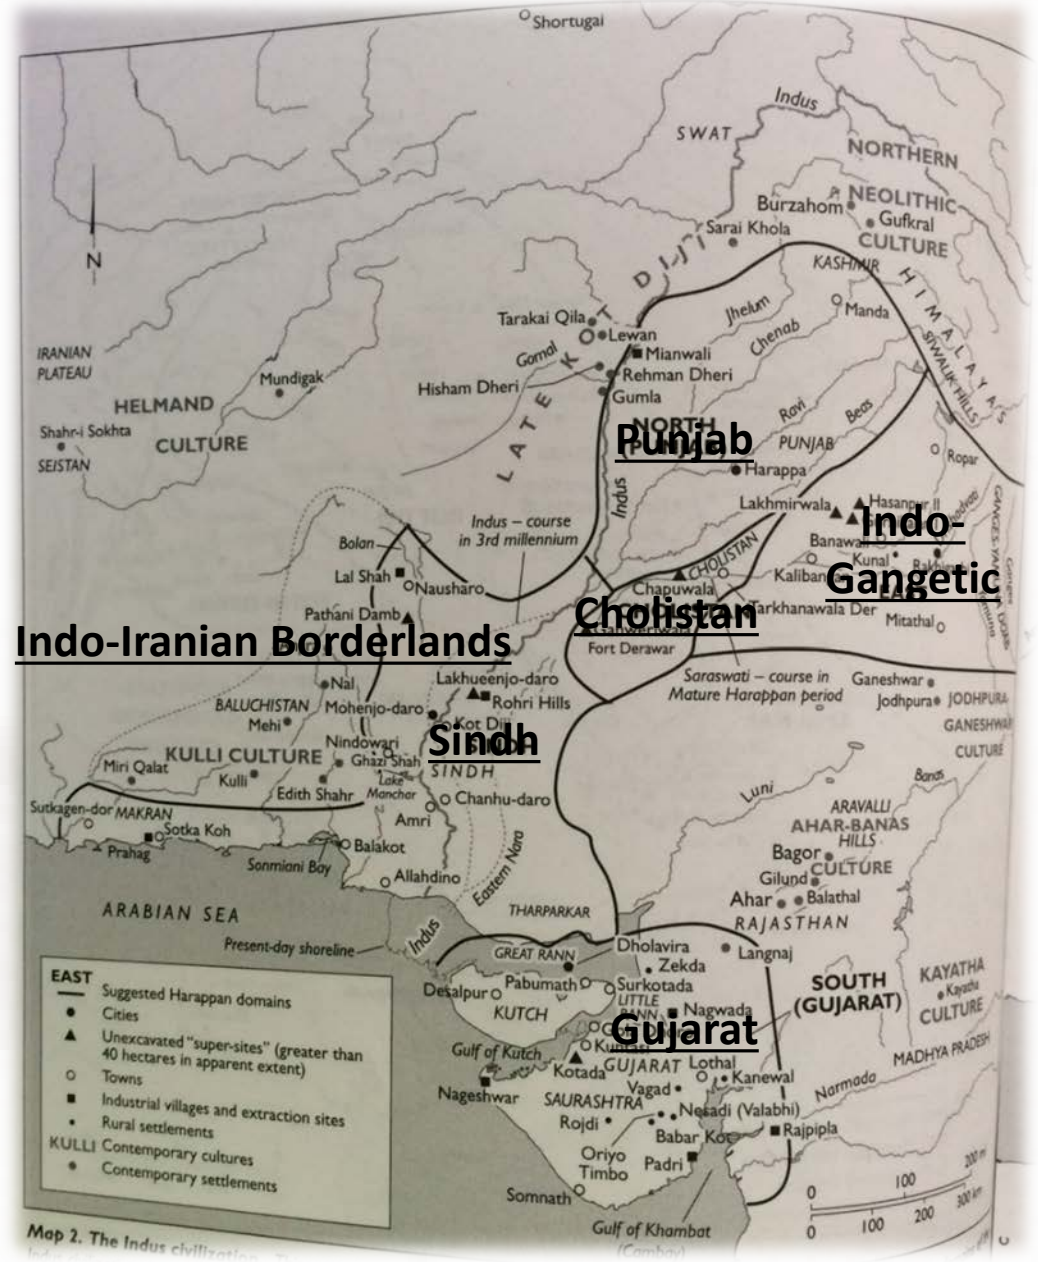 Shortugai
Indus
SWAT
NORTHERN
NEOLITHIC
CULTURE
Burzahom
Gufkral
Sarai Khola
KASHMIR
HIMALAYAS
SIWALIK HILLS
N
LATE KOT DIJI
Tarakai Qila
Lewan
Jhelum
Manda
Chenab
Mianwali
Gomal
Rehman Dheri
Hisham Dheri
Gumla
IRANIAN
PLATEAU
Mundigak
HELMAND
CULTURE
Shahr-i Sokhta
SEISTAN
NORTH
Punjab
Ravi
Beas
PUNJAB
Ropar
Harappa
Indus
Lakhmirwala
Hasanpur II
Indo-
Gangetic
Indus – course
in 3rd millennium
Banawali
Kunal
Bolan
CHOLISTAN
Lal Shah
Nausharo
Chapuwala
Kalibangan
Pathani Damb
Cholistan
Tarkhanawala Der
Mitathal
Ganweriwala
Fort Derawar
Indo-Iranian Borderlands
Lakhueenjo-daro
Rohri Hills
Saraswati – course in
Mature Harappan period
Ganeshwar
Jodhpura
JODHPURA
GANESHWAR
CULTURE
Nal
BALUCHISTAN
Mohenjo-daro
Mehi
Kot Diji
Sindh
SINDH
Nindowari
KULLI CULTURE
Ghazi Shah
Miri Qalat
Kulli
Lake
Manchar
Edith Shahr
Chanhu-daro
Amri
Sutkagen-dor
MAKRAN
Sotka Koh
Prahag
Balakot
Sonmiani Bay
Allahdino
Eastern Nara
Luni
Banas
ARAVALLI
AHAR-BANAS
HILLS
CULTURE
Bagor
Gilund
Ahar
Balathal
RAJASTHAN
ARABIAN SEA
THARPARKAR
Present-day shoreline
Indus
GREAT RANN
Dholavira
Langnaj
Zekda
Desalpur
Pabumath
Surkotada
LITTLE
RANN
KUTCH
Nagwada
Gujarat
SOUTH
(GUJARAT)
KAYATHA
Kayatha
CULTURE
Kuntasi
Gulf of Kutch
Kotada
GUJARAT
Lothal
Kanewal
MADHYA PRADESH
Nageshwar
Vagad
Narmada
SAURASHTRA
Nesadi (Valabhi)
Rojdi
Babar Kot
Rajpipla
Oriyo
Timbo
Padri
Somnath
Gulf of Khambat
(Cambay)
0 100 200 m
0 100 200 300 km
EAST
Suggested Harappan domains
Cities
Unexcavated "super-sites" (greater than
40 hectares in apparent extent)
Towns
Industrial villages and extraction sites
Rural settlements
KULLI Contemporary cultures
Contemporary settlements
Map 2. The Indus civilization